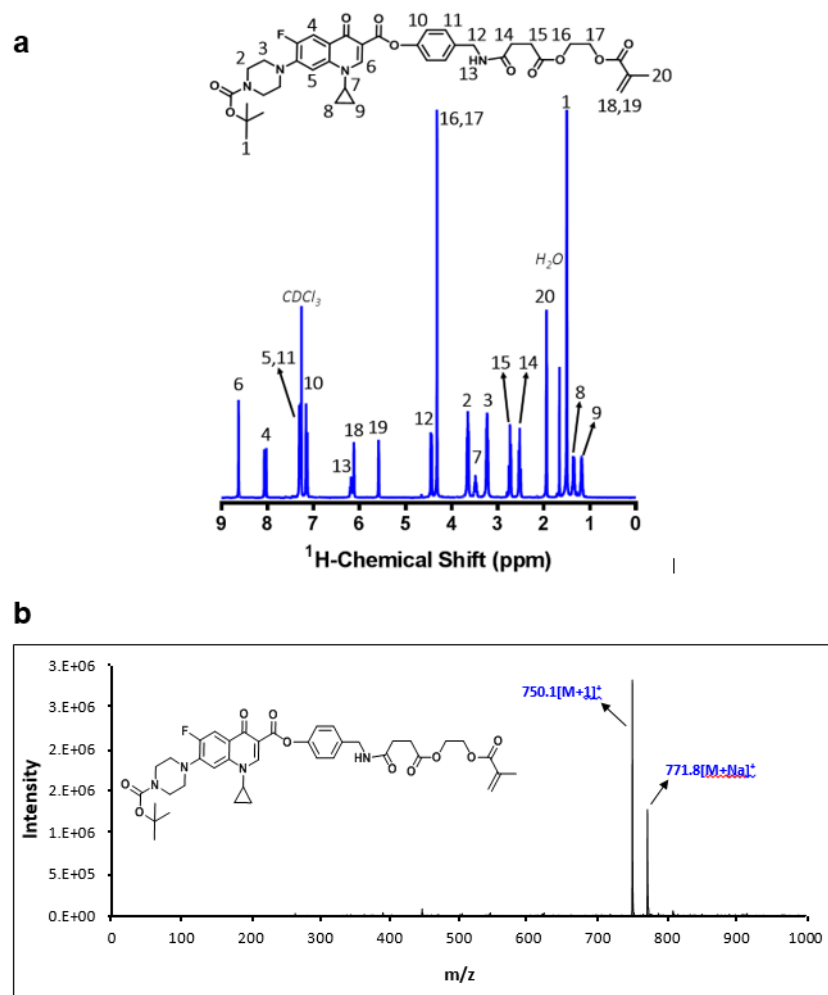 a
F
4
O
O
10
11
12
14
15
16
17
3
2
N
5
N
6
O
HN
13
O
O
O
O
O
20
7
8
9
O
N
O
1
18,19
1
16,17
H2O
CDCl3
20
5,11
15
14
6
10
2
3
8
4
18
19
12
9
13
7
9 8 7 6 5 4 3 2 1 0
1H-Chemical Shift (ppm)
b
3.E+06
3.E+06
2.E+06
2.E+06
1.E+06
5.E+05
0.E+00
Intensity
750.1[M+1]+
771.8[M+Na]+
F
O
O
O
N
N
HN
O
O
O
O
O
O
N
O
0 100 200 300 400 500 600 700 800 900 1000
m/z